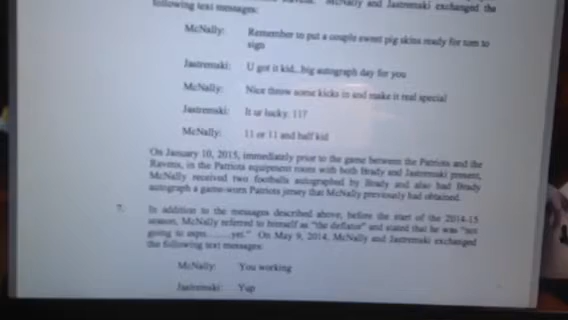 following text messages: McNally and Jastremski exchanged the
McNally: Remember to put a couple sweet pig skins ready for tom to
sign
Jastremski: U got it kid...big autograph day for you
McNally: Nice throw some kicks in and make it real special
Jastremski: It ur lucky. 11?
McNally: 11 or 11 and half kid
On January 10, 2015, immediately prior to the game between the Patriots and the
Ravens, in the Patriots equipment room with both Brady and Jastremski present,
McNally received two footballs autographed by Brady and also had Brady
autograph a game-worn Patriots jersey that McNally previously had obtained.
7. In addition to the messages described above, before the start of the 2014-15
season, McNally referred to himself as "the deflator" and stated that he was "not
going to espn........yet." On May 9, 2014, McNally and Jastremski exchanged
the following text messages:
McNally: You working
Jastremski: Yup